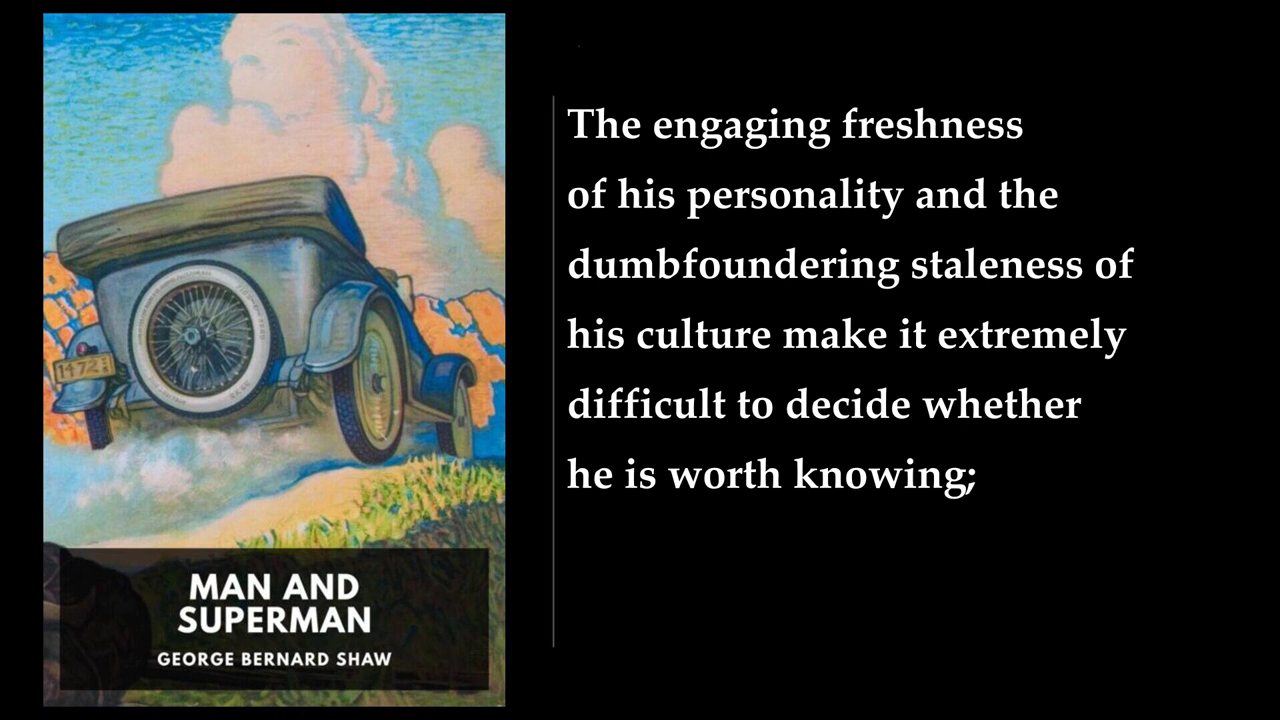 The engaging freshness
of his personality and the
dumbfoundering staleness of
his culture make it extremely
difficult to decide whether
he is worth knowing;
1472
MAN AND
SUPERMAN
GEORGE BERNARD SHAW